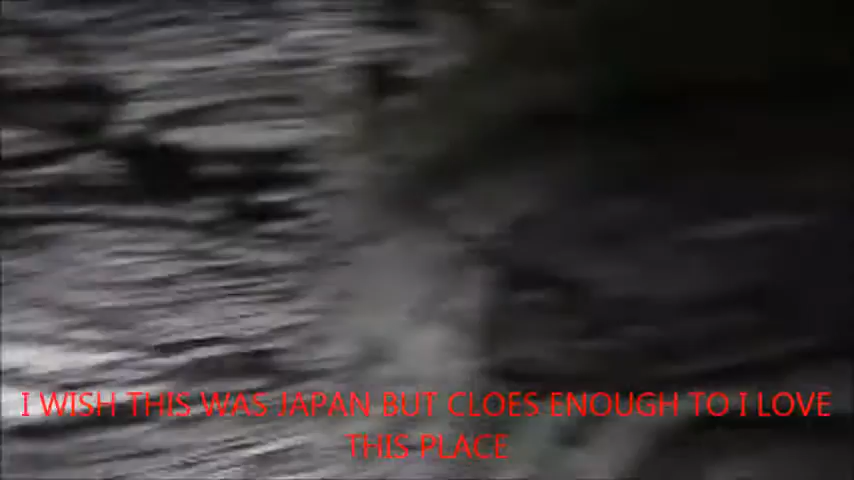 I WISH THIS WAS JAPAN BUT CLOES ENOUGH TO I LOVE
THIS PLACE